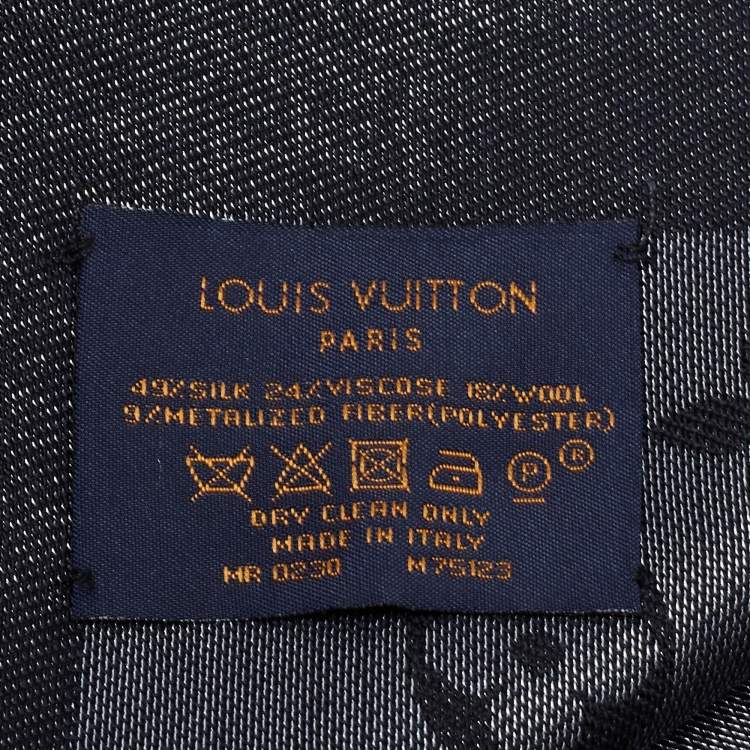 LOUIS VUITTON
PARIS
49% SILK 24% VISCOSE 18% WOOL
9% METALIZED FIBER(POLYESTER)
P ®
DRY CLEAN ONLY
MADE IN ITALY
MR 0230 M75123